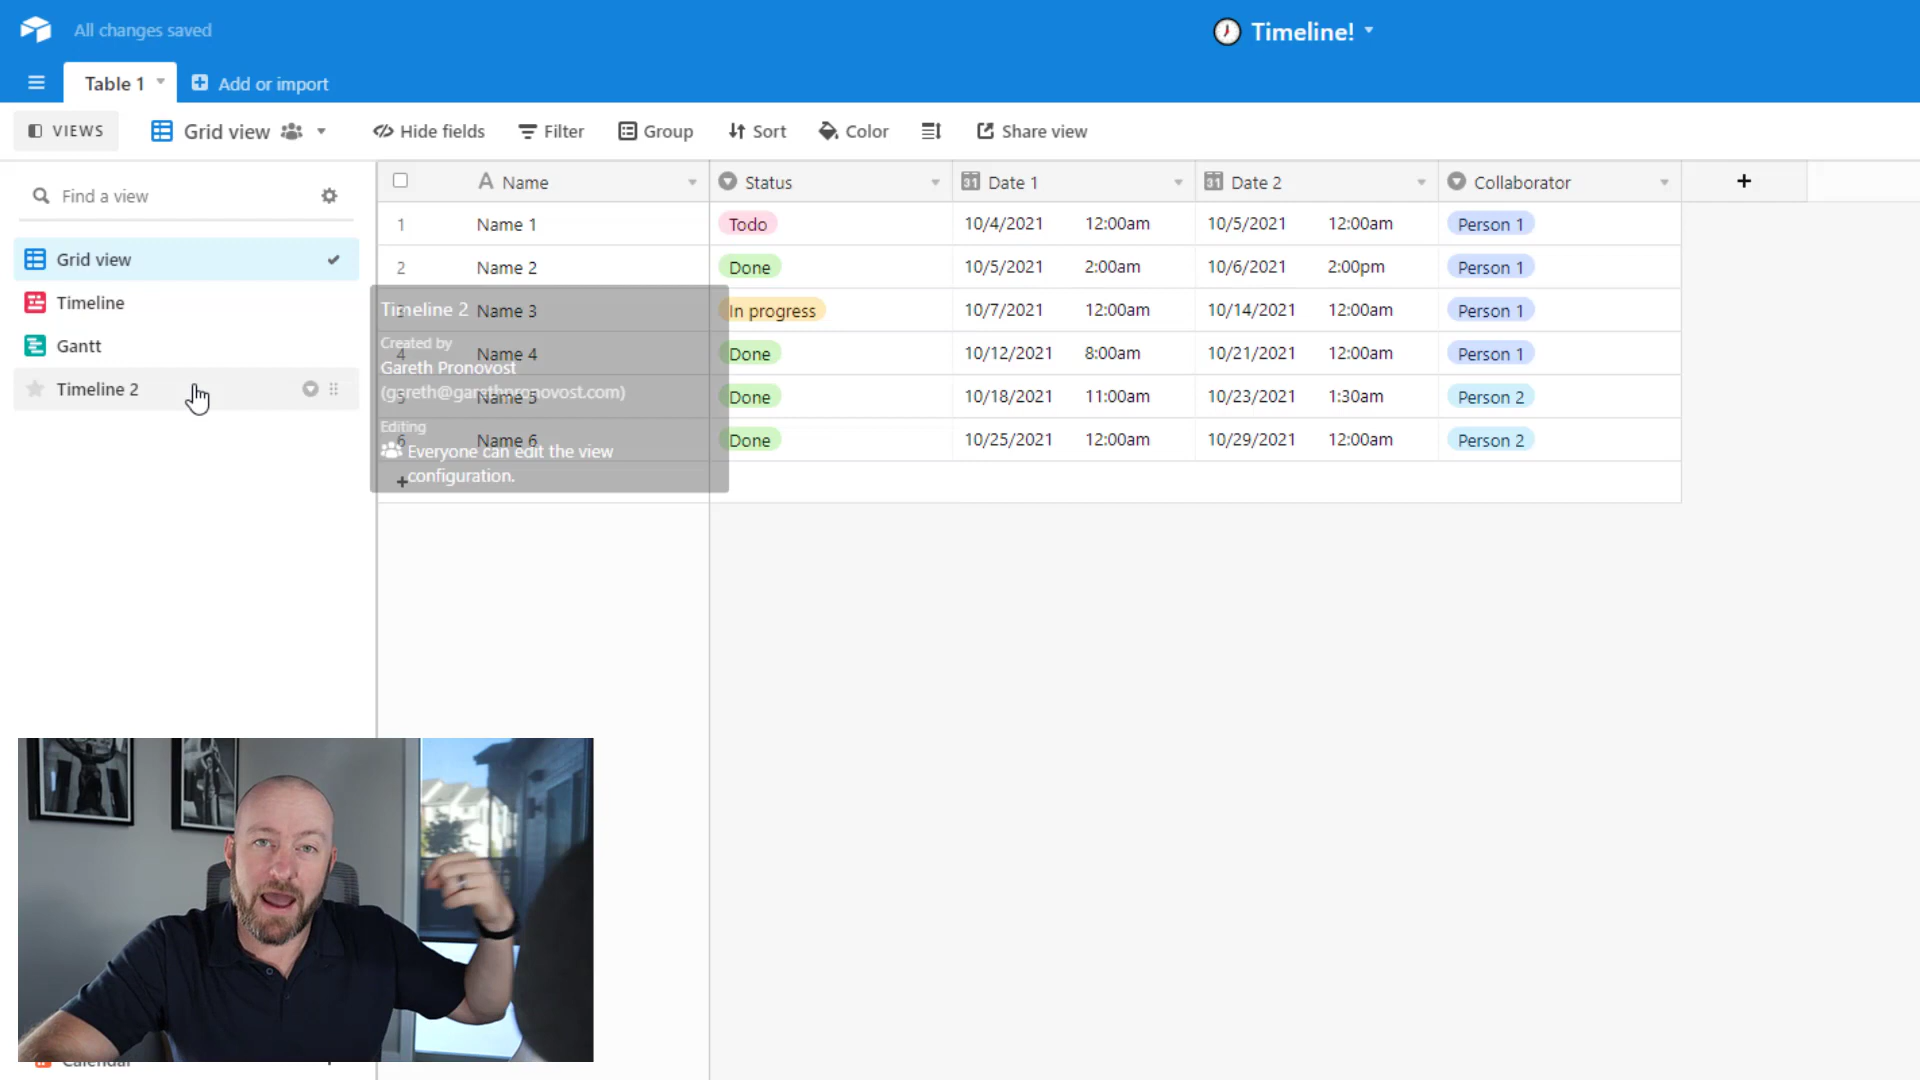 All changes saved
Timeline!
Table 1
Add or import
VIEWS
Grid view
Hide fields
Filter
Group
Sort
Color
Share view
Find a view
Grid view
Timeline
Gantt
Timeline 2
Name Status Date 1 Date 2 Collaborator
1 Name 1 Todo 10/4/2021 12:00am 10/5/2021 12:00am Person 1
2 Name 2 Done 10/5/2021 2:00am 10/6/2021 2:00pm Person 1
3 Name 3 In progress 10/7/2021 12:00am 10/14/2021 12:00am Person 1
4 Name 4 Done 10/12/2021 8:00am 10/21/2021 12:00am Person 1
5 Name 5 Done 10/18/2021 11:00am 10/23/2021 1:30am Person 2
6 Name 6 Done 10/25/2021 12:00am 10/29/2021 12:00am Person 2
Timeline 2
Created by
Gareth Pronovost
(gareth@garethpronovost.com)
Editing
Everyone can edit the view
configuration.
Calendar